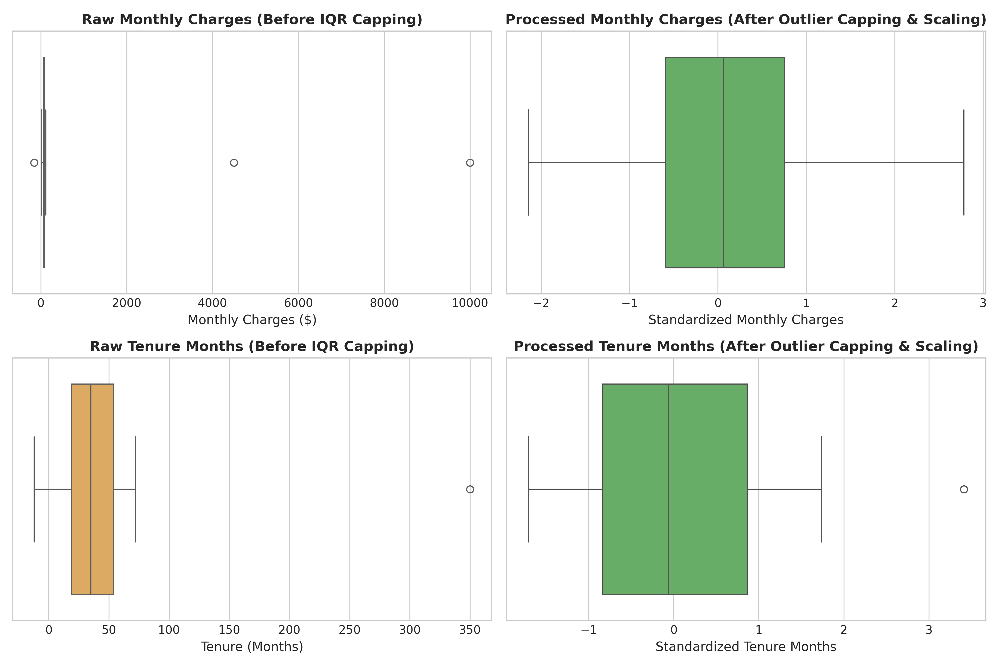 Raw Monthly Charges (Before IQR Capping)
Processed Monthly Charges (After Outlier Capping & Scaling)
0 2000 4000 6000 8000 10000
Monthly Charges ($)
−2 −1 0 1 2 3
Standardized Monthly Charges
Raw Tenure Months (Before IQR Capping)
Processed Tenure Months (After Outlier Capping & Scaling)
0 50 100 150 200 250 300 350
Tenure (Months)
−1 0 1 2 3
Standardized Tenure Months